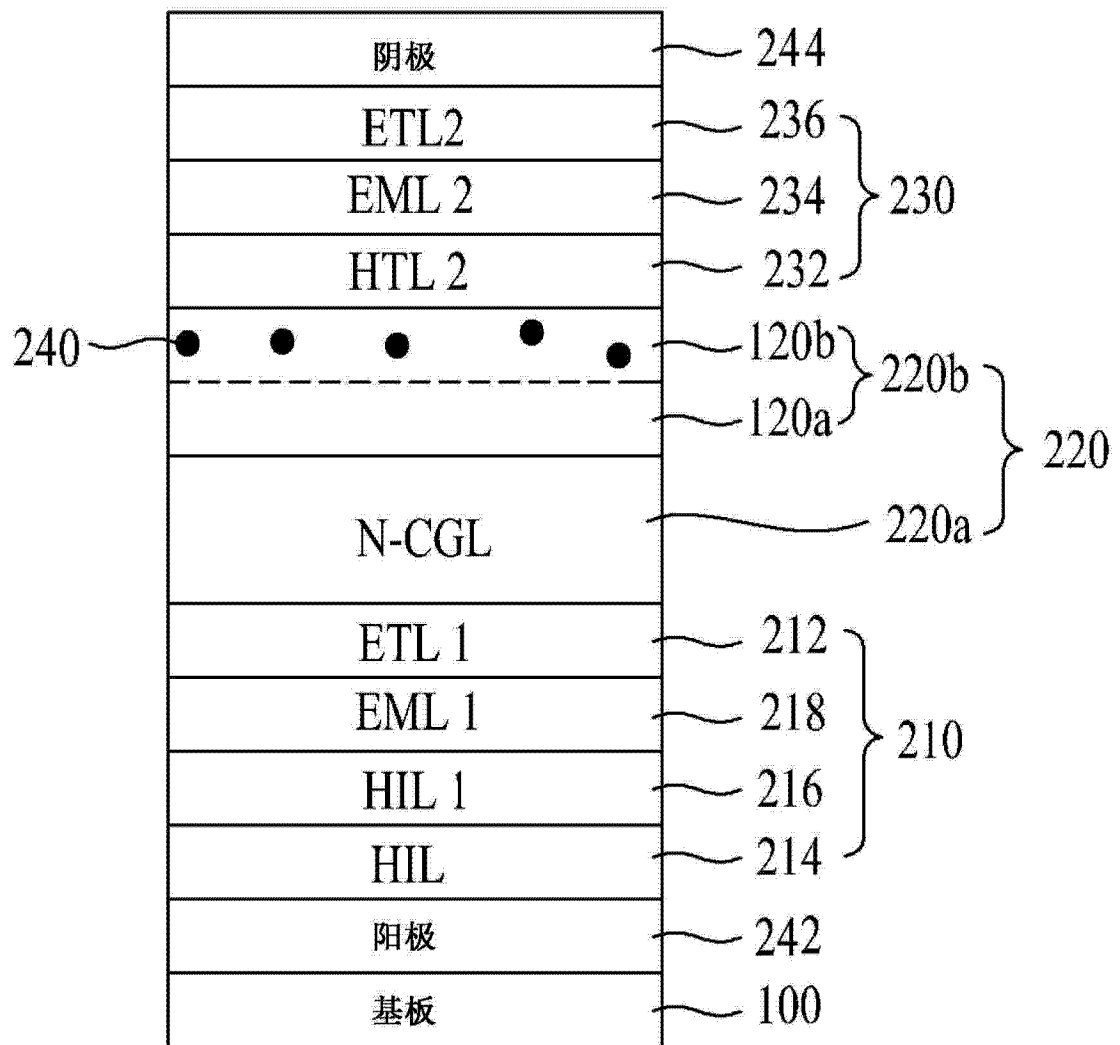 阴极 244
ETL2 236
EML 2 234 230
HTL 2 232
240 120b 220b
120a 220
N-CGL 220a
ETL 1 212
EML 1 218 210
HIL 1 216
HIL 214
阳极 242
基板 100